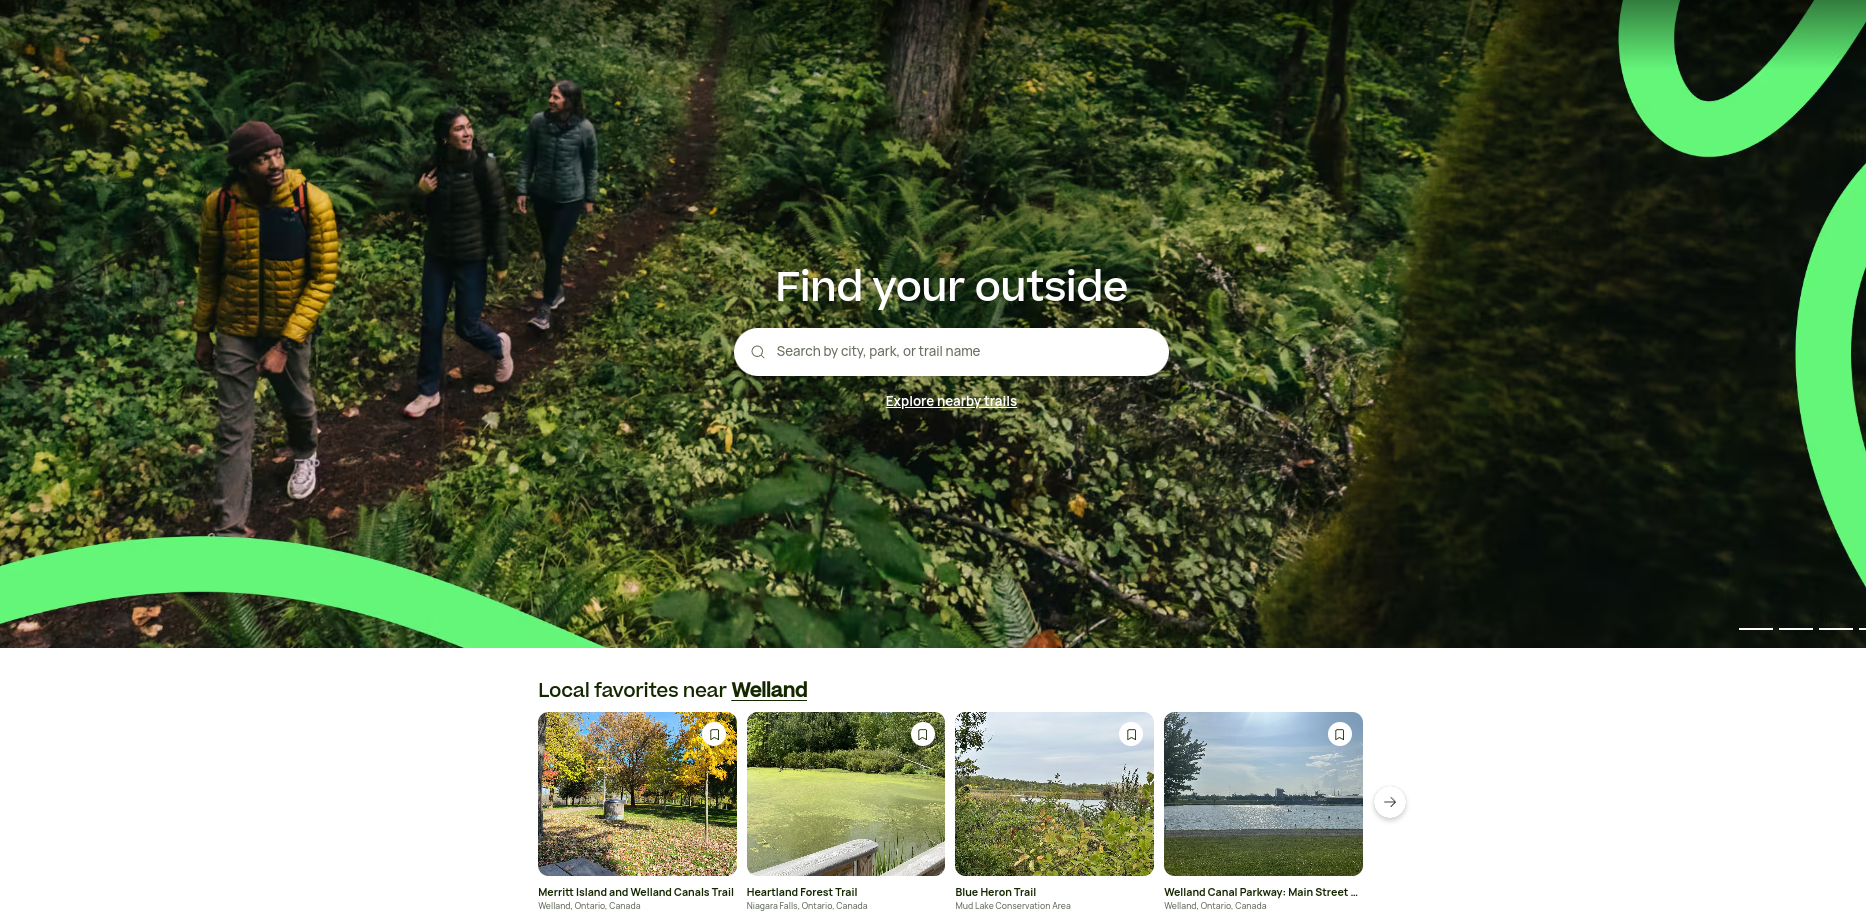 Find your outside
Search by city, park, or trail name
Explore nearby trails
Local favorites near Welland
Merritt Island and Welland Canals Trail
Welland, Ontario, Canada
Heartland Forest Trail
Niagara Falls, Ontario, Canada
Blue Heron Trail
Mud Lake Conservation Area
Welland Canal Parkway: Main Street ...
Welland, Ontario, Canada